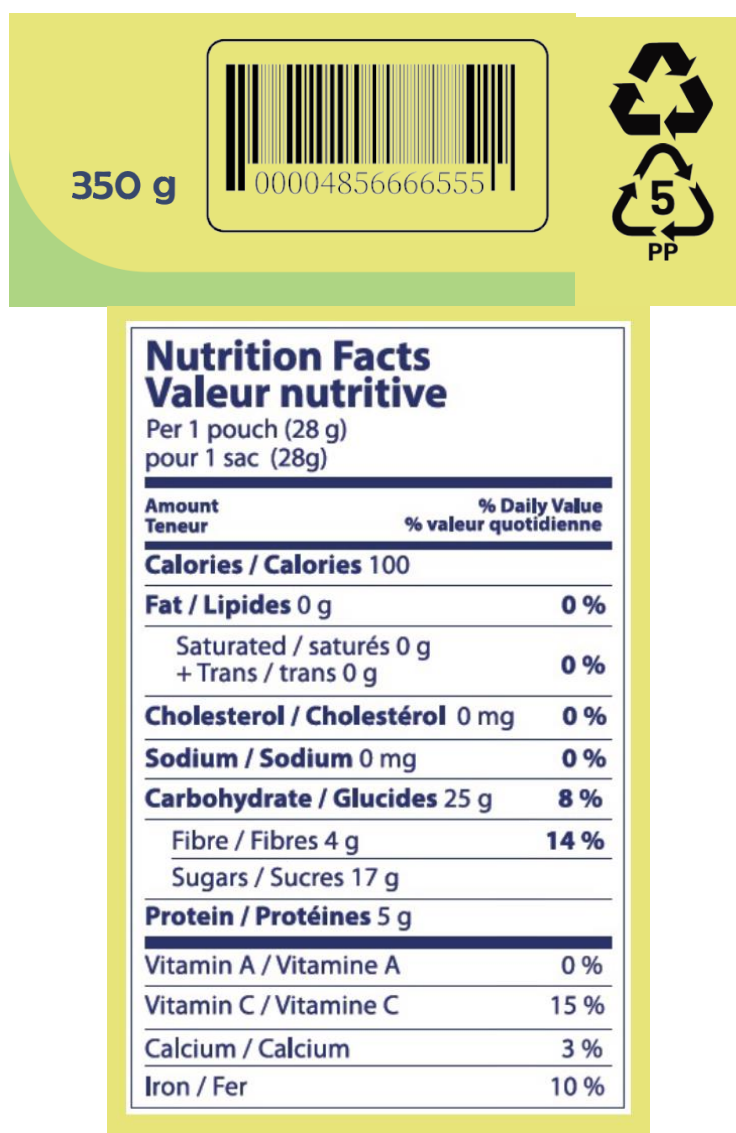 350 g
00004856666555
5
PP
Nutrition Facts
Valeur nutritive
Per 1 pouch (28 g)
pour 1 sac (28g)
Amount % Daily Value
Teneur % valeur quotidienne
Calories / Calories 100
Fat / Lipides 0 g 0 %
Saturated / saturés 0 g
+ Trans / trans 0 g 0 %
Cholesterol / Cholestérol 0 mg 0 %
Sodium / Sodium 0 mg 0 %
Carbohydrate / Glucides 25 g 8 %
Fibre / Fibres 4 g 14 %
Sugars / Sucres 17 g
Protein / Protéines 5 g
Vitamin A / Vitamine A 0 %
Vitamin C / Vitamine C 15 %
Calcium / Calcium 3 %
Iron / Fer 10 %